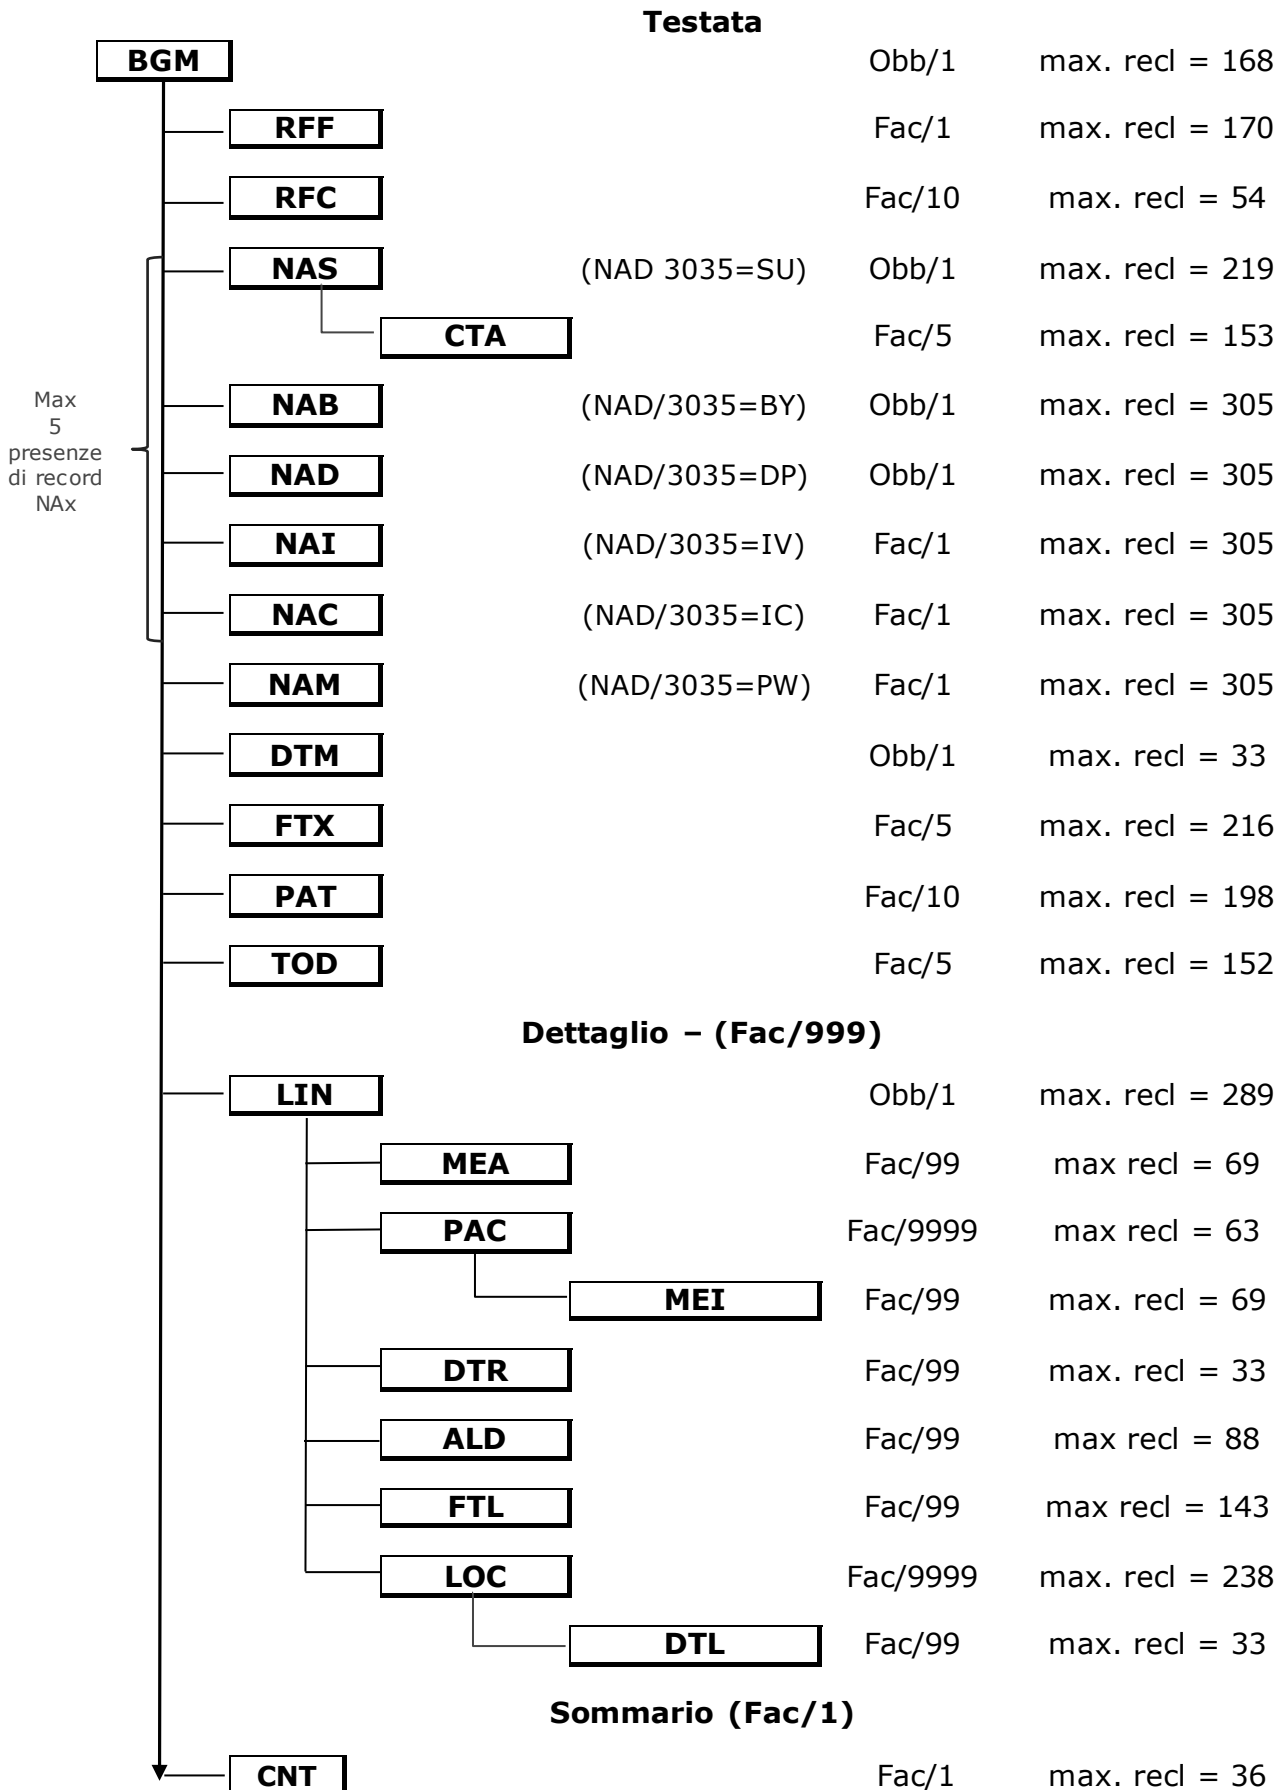 Testata
BGM Obb/1 max. recl = 168
RFF Fac/1 max. recl = 170
RFC Fac/10 max. recl = 54
NAS (NAD 3035=SU) Obb/1 max. recl = 219
CTA Fac/5 max. recl = 153
Max
5
presenze
di record
NAx
NAB (NAD/3035=BY) Obb/1 max. recl = 305
NAD (NAD/3035=DP) Obb/1 max. recl = 305
NAI (NAD/3035=IV) Fac/1 max. recl = 305
NAC (NAD/3035=IC) Fac/1 max. recl = 305
NAM (NAD/3035=PW) Fac/1 max. recl = 305
DTM Obb/1 max. recl = 33
FTX Fac/5 max. recl = 216
PAT Fac/10 max. recl = 198
TOD Fac/5 max. recl = 152
Dettaglio – (Fac/999)
LIN Obb/1 max. recl = 289
MEA Fac/99 max recl = 69
PAC Fac/9999 max recl = 63
MEI Fac/99 max. recl = 69
DTR Fac/99 max. recl = 33
ALD Fac/99 max recl = 88
FTL Fac/99 max recl = 143
LOC Fac/9999 max. recl = 238
DTL Fac/99 max. recl = 33
Sommario (Fac/1)
CNT Fac/1 max. recl = 36